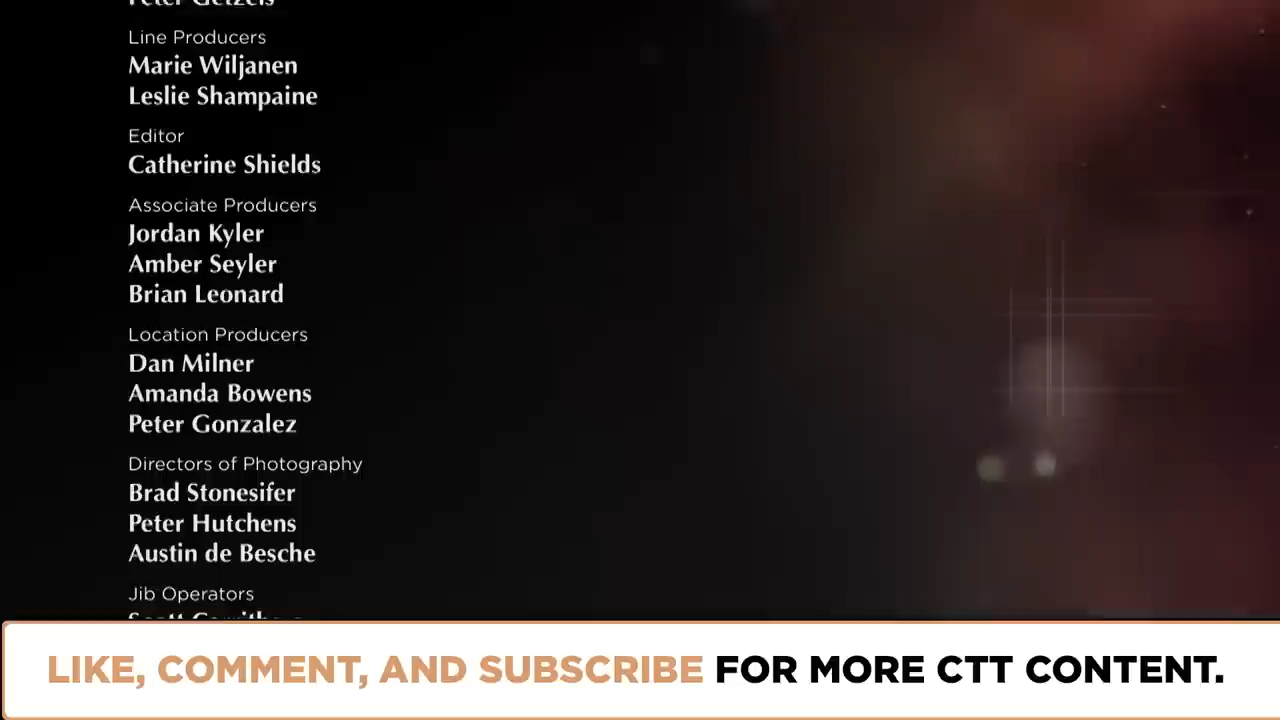 Line Producers
Marie Wiljanen
Leslie Shampaine
Editor
Catherine Shields
Associate Producers
Jordan Kyler
Amber Seyler
Brian Leonard
Location Producers
Dan Milner
Amanda Bowens
Peter Gonzalez
Directors of Photography
Brad Stonesifer
Peter Hutchens
Austin de Besche
Jib Operators
LIKE, COMMENT, AND SUBSCRIBE FOR MORE CTT CONTENT.